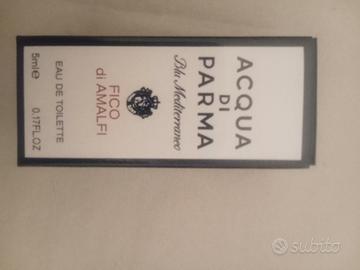 ACQUA
DI
PARMA
Blu Mediterraneo
FICO
di AMALFI
EAU DE TOILETTE
5ml e 0.17FL.OZ
subito